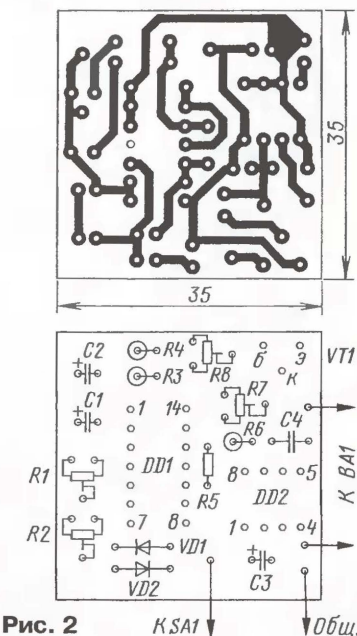 35
35
C2
R4
R8
б э VT1
к
R3
C1
R7
1 14
R6
C4
К BA1
R1
DD1
R5
8 5
DD2
R2
7 8
1 4
VD1
VD2
C3
Рис. 2
К SA1
Общ.